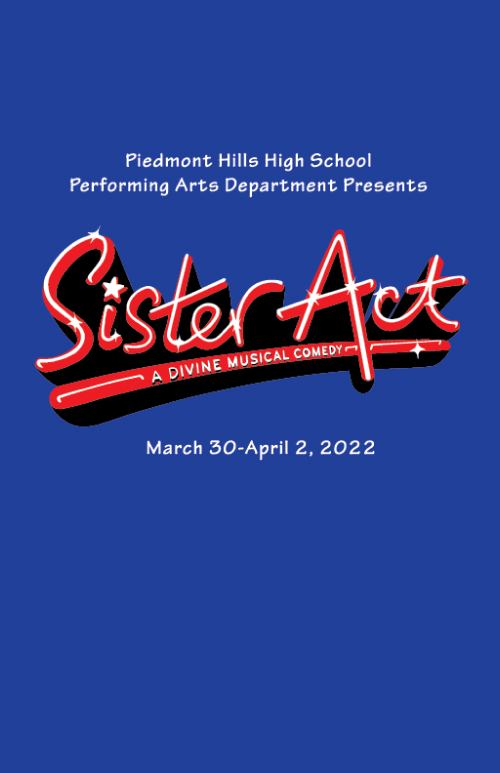 Piedmont Hills High School
Performing Arts Department Presents
Sister Act
A DIVINE MUSICAL COMEDY
March 30-April 2, 2022